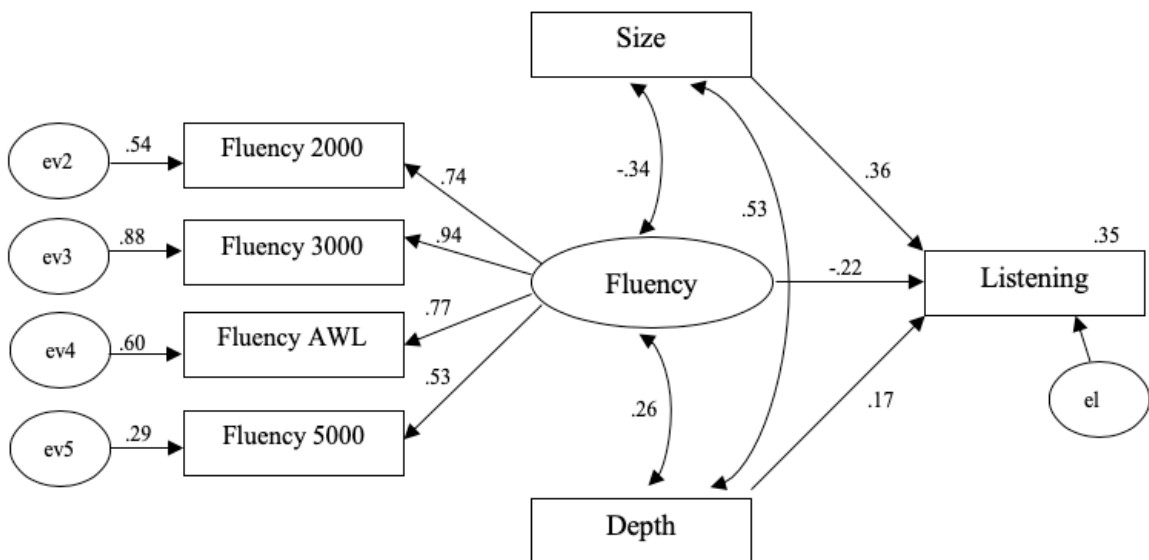 Size
ev2
.54
Fluency 2000
.74
-.34
.36
.53
ev3
.88
Fluency 3000
.94
Fluency
-.22
.35
Listening
ev4
.60
Fluency AWL
.77
.53
.26
.17
el
ev5
.29
Fluency 5000
Depth